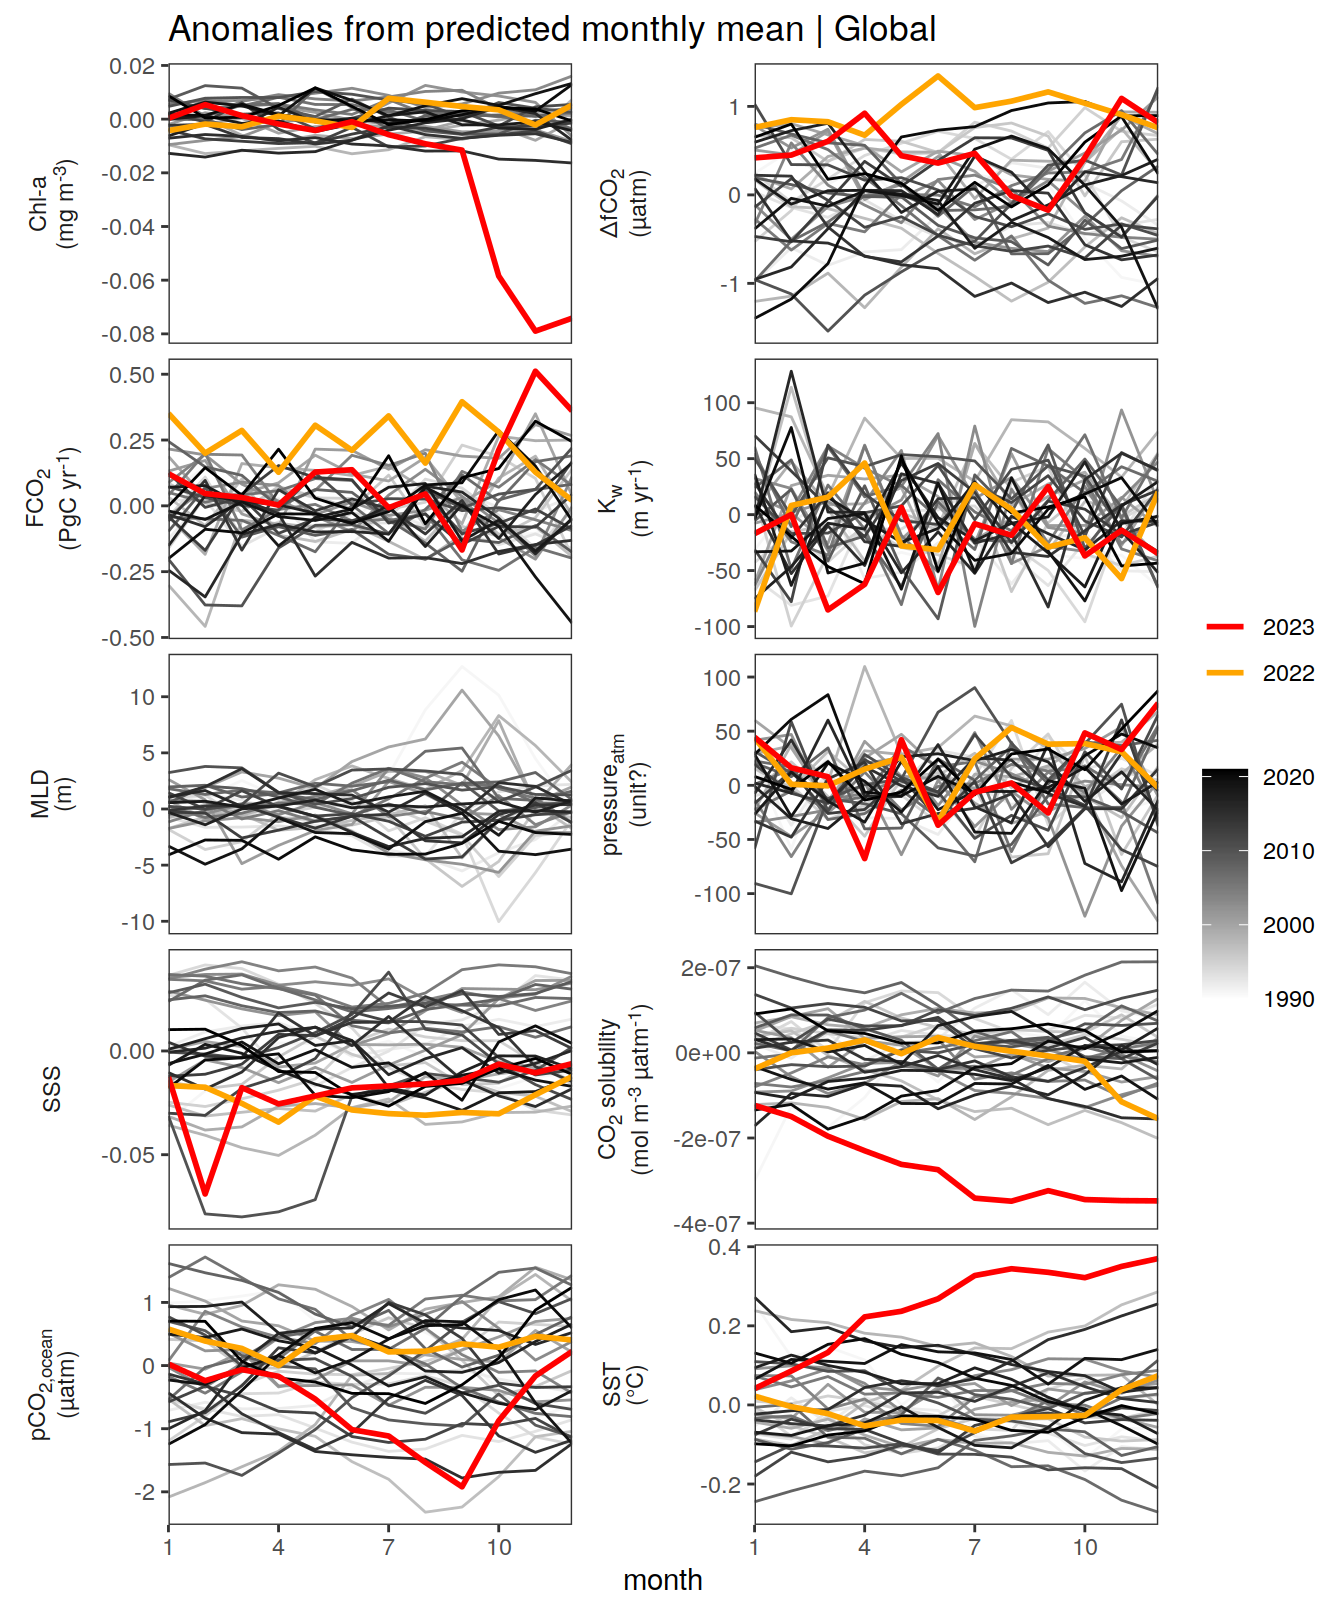 Anomalies from predicted monthly mean | Global
Chl-a
(mg m⁻³)
0.02
0.00
-0.02
-0.04
-0.06
-0.08
ΔfCO₂
(µatm)
1
0
-1
FCO₂
(PgC yr⁻¹)
0.50
0.25
0.00
-0.25
-0.50
K_w
(m yr⁻¹)
100
50
0
-50
-100
MLD
(m)
10
5
0
-5
-10
pressure_atm
(unit?)
100
50
0
-50
-100
SSS
0.00
-0.05
CO₂ solubility
(mol m⁻³ µatm⁻¹)
2e-07
0e+00
-2e-07
-4e-07
pCO₂,ocean
(µatm)
1
0
-1
-2
SST
(°C)
0.4
0.2
0.0
-0.2
1 4 7 10
1 4 7 10
month
2023
2022
2020
2010
2000
1990